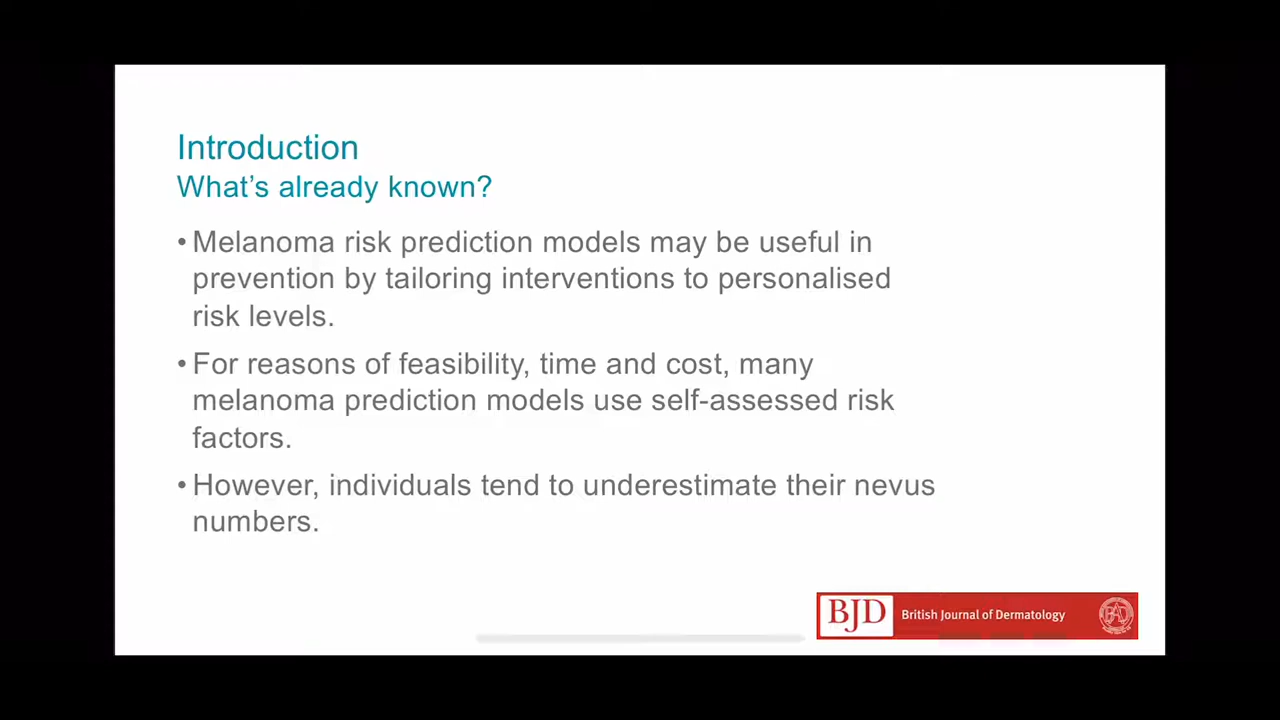 Introduction
What's already known?
• Melanoma risk prediction models may be useful in
prevention by tailoring interventions to personalised
risk levels.
• For reasons of feasibility, time and cost, many
melanoma prediction models use self-assessed risk
factors.
• However, individuals tend to underestimate their nevus
numbers.
BJD British Journal of Dermatology